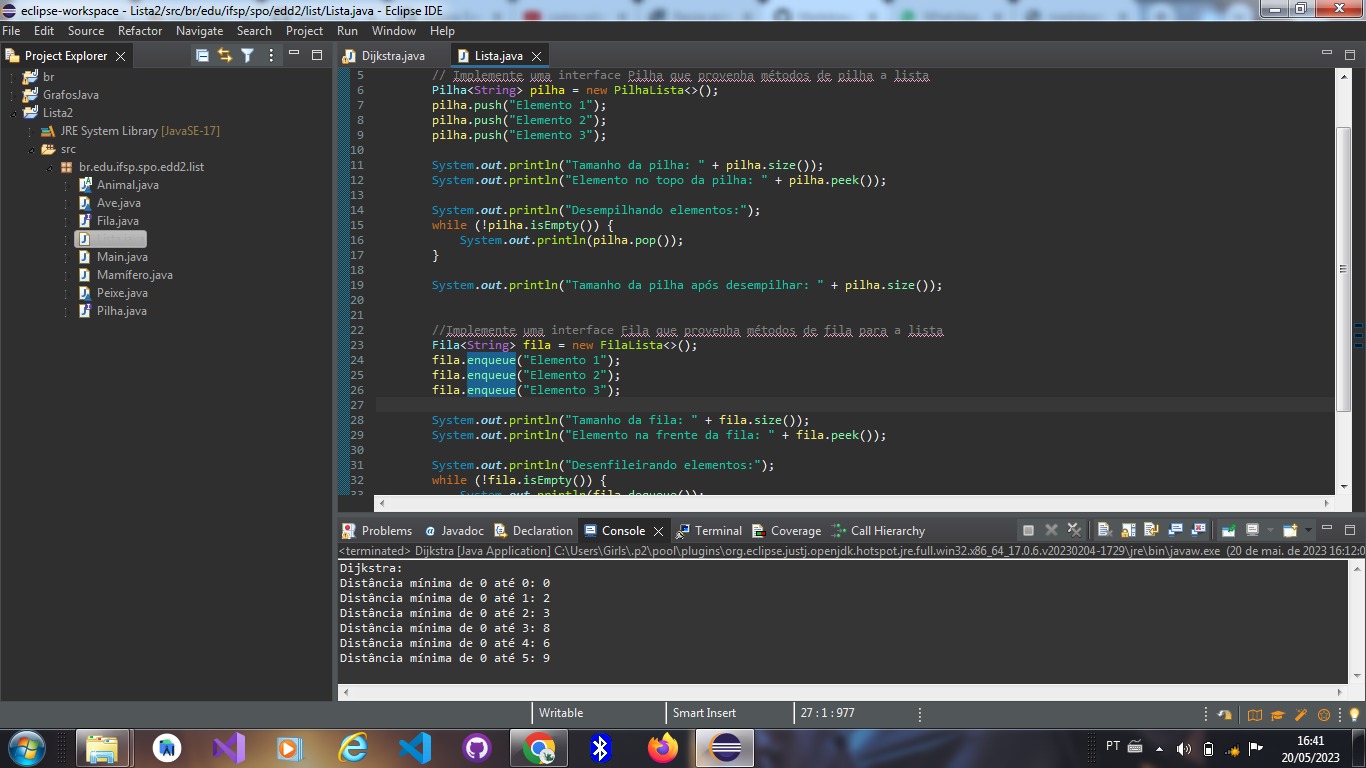 eclipse-workspace - Lista2/src/br/edu/ifsp/spo/edd2/list/Lista.java - Eclipse IDE
File Edit Source Refactor Navigate Search Project Run Window Help
Project Explorer
br
GrafosJava
Lista2
JRE System Library [JavaSE-17]
src
br.edu.ifsp.spo.edd2.list
Animal.java
Ave.java
Fila.java
Main.java
Mamífero.java
Peixe.java
Pilha.java
Dijkstra.java Lista.java
5 // Implemente uma interface Pilha que provenha métodos de pilha a lista
6 Pilha<String> pilha = new PilhaLista<>();
7 pilha.push("Elemento 1");
8 pilha.push("Elemento 2");
9 pilha.push("Elemento 3");
10
11 System.out.println("Tamanho da pilha: " + pilha.size());
12 System.out.println("Elemento no topo da pilha: " + pilha.peek());
13
14 System.out.println("Desempilhando elementos:");
15 while (!pilha.isEmpty()) {
16 System.out.println(pilha.pop());
17 }
18
19 System.out.println("Tamanho da pilha após desempilhar: " + pilha.size());
20
21
22 //Implemente uma interface Fila que provenha métodos de fila para a lista
23 Fila<String> fila = new FilaLista<>();
24 fila.enqueue("Elemento 1");
25 fila.enqueue("Elemento 2");
26 fila.enqueue("Elemento 3");
27
28 System.out.println("Tamanho da fila: " + fila.size());
29 System.out.println("Elemento na frente da fila: " + fila.peek());
30
31 System.out.println("Desenfileirando elementos:");
32 while (!fila.isEmpty()) {
33 System.out.println(fila.dequeue());
Problems Javadoc Declaration Console Terminal Coverage Call Hierarchy
<terminated> Dijkstra [Java Application] C:\Users\Girls\.p2\pool\plugins\org.eclipse.justj.openjdk.hotspot.jre.full.win32.x86_64_17.0.6.v20230204-1729\jre\bin\javaw.exe (20 de mai. de 2023 16:12:0
Dijkstra:
Distância mínima de 0 até 0: 0
Distância mínima de 0 até 1: 2
Distância mínima de 0 até 2: 3
Distância mínima de 0 até 3: 8
Distância mínima de 0 até 4: 6
Distância mínima de 0 até 5: 9
Writable Smart Insert 27 : 1 : 977
PT 16:41
20/05/2023